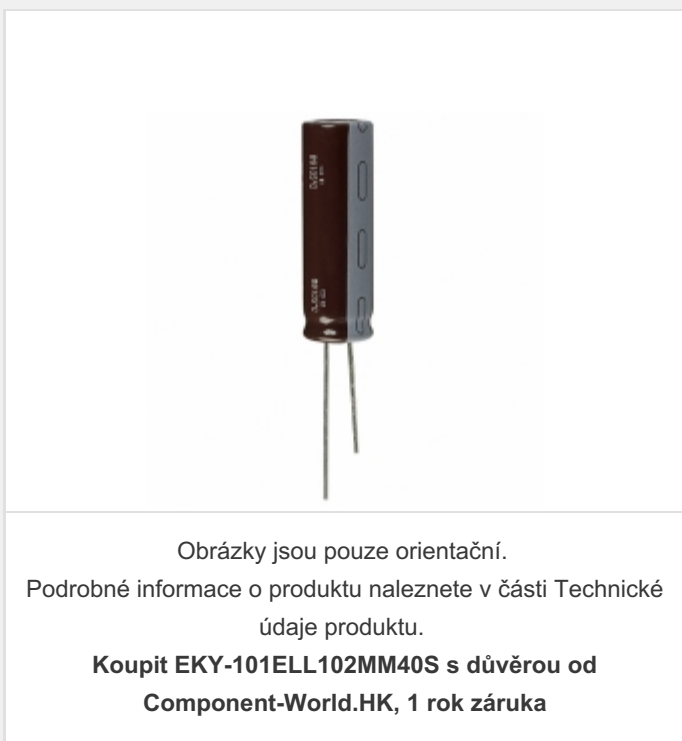 Obrázky jsou pouze orientační.
Podrobné informace o produktu naleznete v části Technické
údaje produktu.
Koupit EKY-101ELL102MM40S s důvěrou od
Component-World.HK, 1 rok záruka